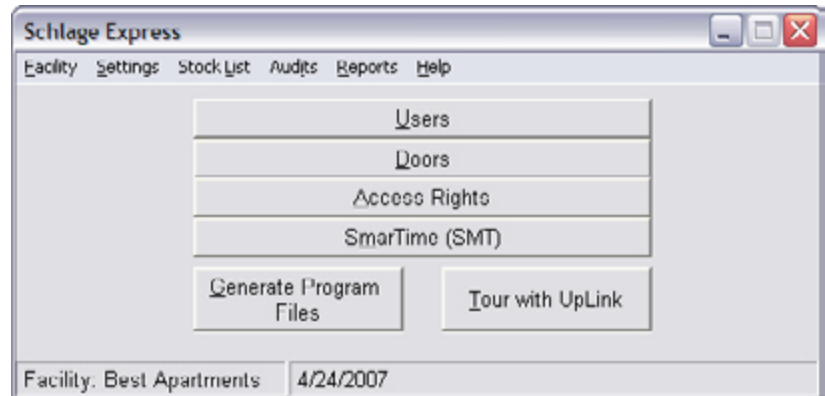 Schlage Express
Facility Settings Stock List Audits Reports Help
Users
Doors
Access Rights
SmarTime (SMT)
Generate Program
Files
Tour with UpLink
Facility: Best Apartments 4/24/2007